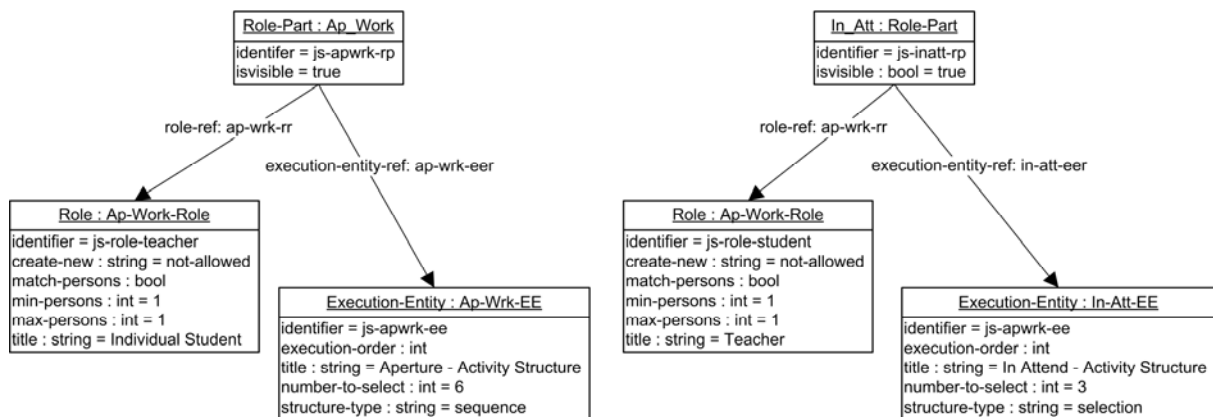 Role-Part : Ap_Work
identifer = js-apwrk-rp
isvisible = true
role-ref: ap-wrk-rr
execution-entity-ref: ap-wrk-eer
Role : Ap-Work-Role
identifier = js-role-teacher
create-new : string = not-allowed
match-persons : bool
min-persons : int = 1
max-persons : int = 1
title : string = Individual Student
Execution-Entity : Ap-Wrk-EE
identifier = js-apwrk-ee
execution-order : int
title : string = Aperture - Activity Structure
number-to-select : int = 6
structure-type : string = sequence
In_Att : Role-Part
identifier = js-inatt-rp
isvisible : bool = true
role-ref: ap-wrk-rr
execution-entity-ref: in-att-eer
Role : Ap-Work-Role
identifier = js-role-student
create-new : string = not-allowed
match-persons : bool
min-persons : int = 1
max-persons : int = 1
title : string = Teacher
Execution-Entity : In-Att-EE
identifier = js-apwrk-ee
execution-order : int
title : string = In Attend - Activity Structure
number-to-select : int = 3
structure-type : string = selection